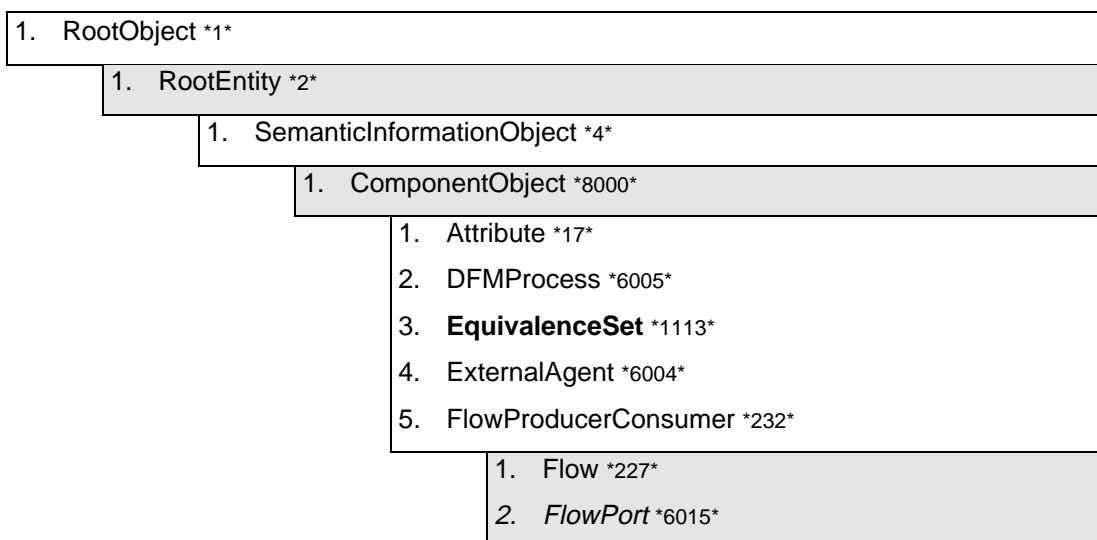 1. RootObject *1*
1. RootEntity *2*
1. SemanticInformationObject *4*
1. ComponentObject *8000*
1. Attribute *17*
2. DFMProcess *6005*
3. EquivalenceSet *1113*
4. ExternalAgent *6004*
5. FlowProducerConsumer *232*
1. Flow *227*
2. FlowPort *6015*